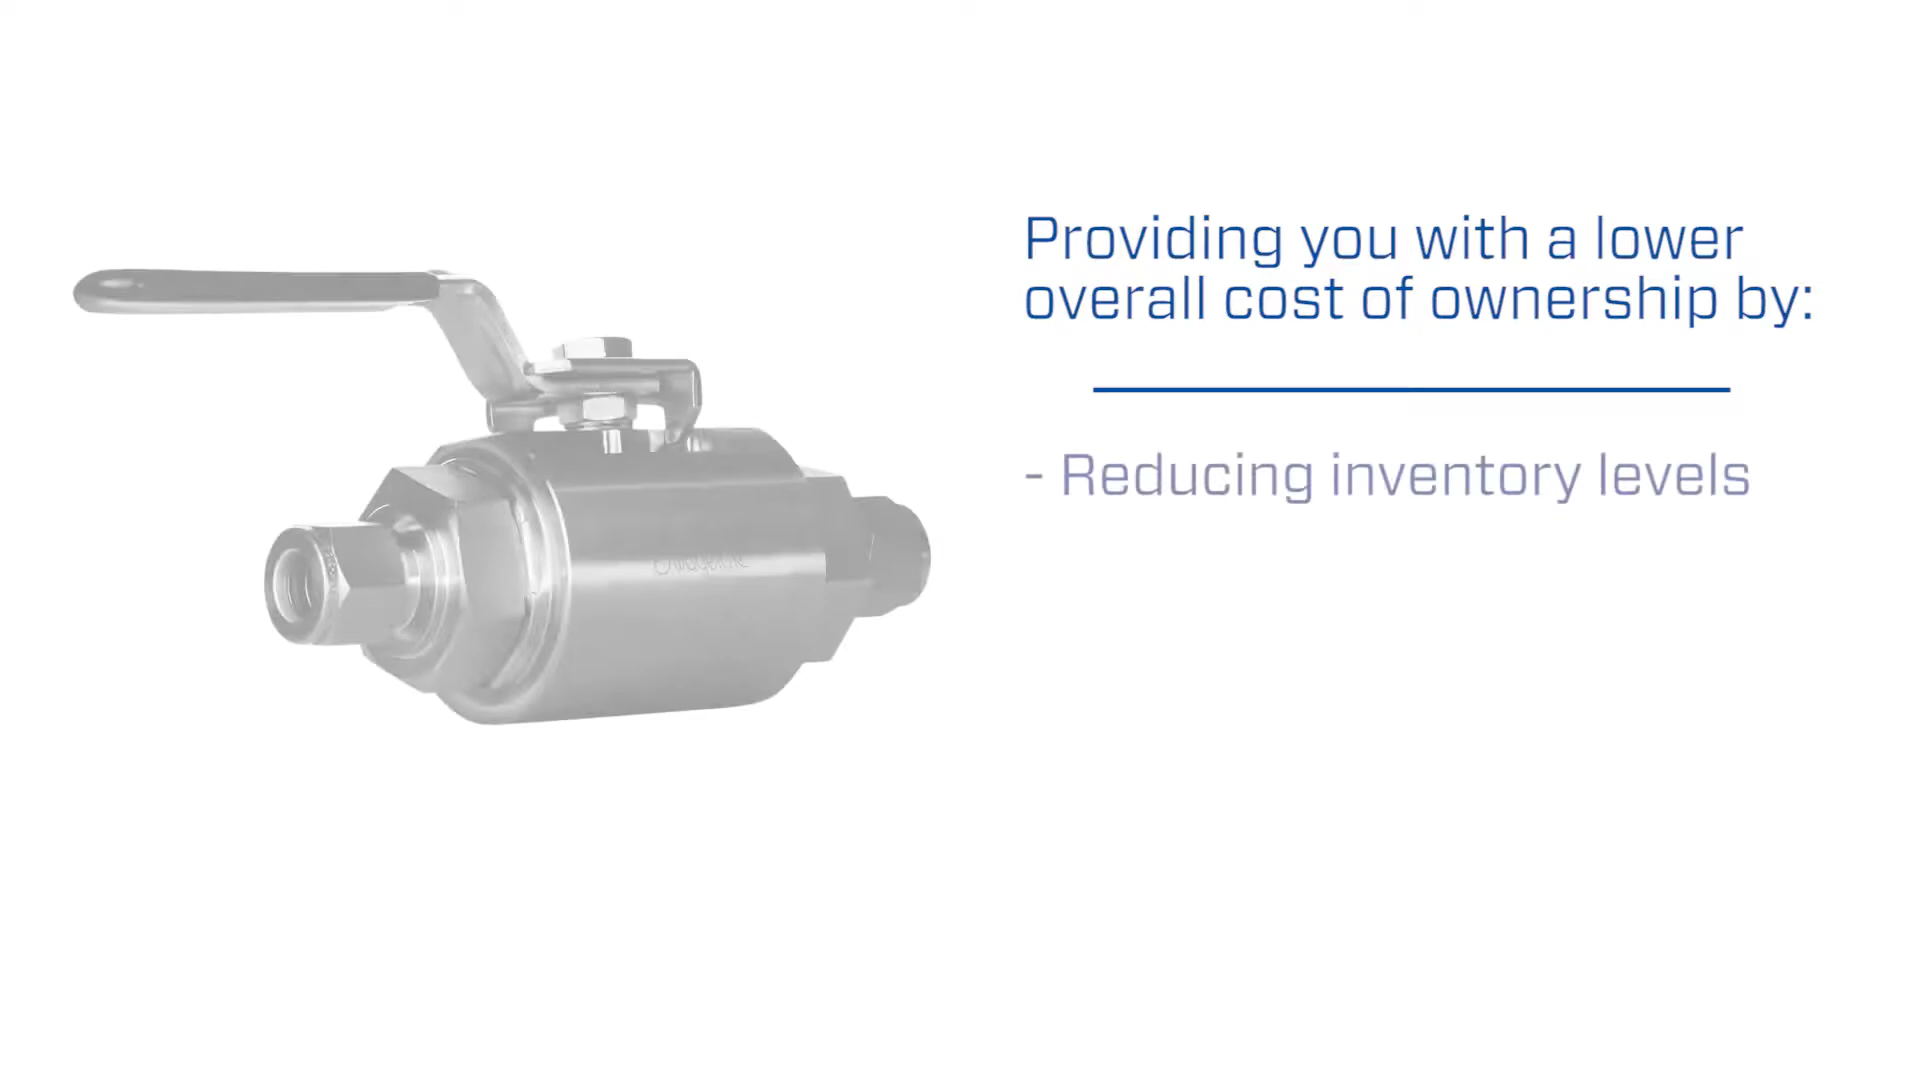 Providing you with a lower
overall cost of ownership by:
- Reducing inventory levels